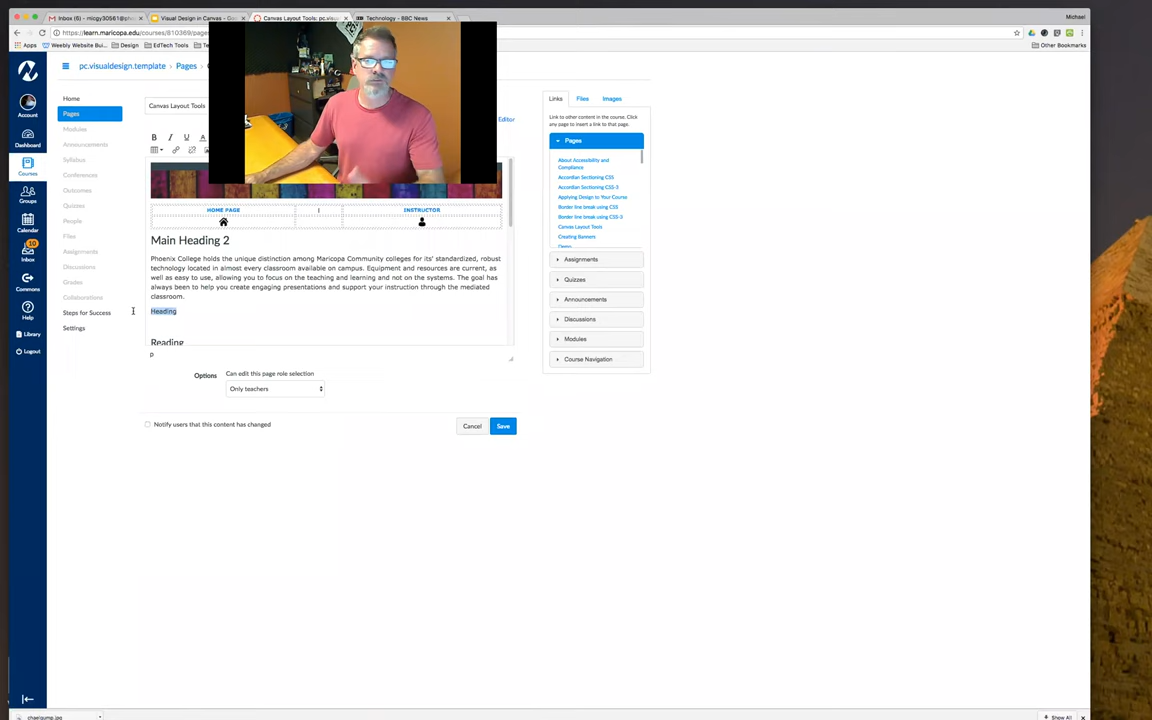 Inbox (6) - micgy30561@ph
Visual Design in Canvas - Go
Canvas Layout Tools: pc.visu
Technology - BBC News
Michael
https://learn.maricopa.edu/courses/810369/pages
Apps
Weebly Website Bui...
Design
EdTech Tools
Other Bookmarks
pc.visualdesign.template
Pages
Account
Dashboard
Courses
Groups
Calendar
10
Inbox
Commons
Help
Library
Logout
Home
Pages
Modules
Announcements
Syllabus
Conferences
Outcomes
Quizzes
People
Files
Assignments
Discussions
Grades
Collaborations
Steps for Success
Settings
Canvas Layout Tools
Editor
B I U A
HOME PAGE | INSTRUCTOR
Main Heading 2
Phoenix College holds the unique distinction among Maricopa Community colleges for its' standardized, robust
technology located in almost every classroom available on campus. Equipment and resources are current, as
well as easy to use, allowing you to focus on the teaching and learning and not on the systems. The goal has
always been to help you create engaging presentations and support your instruction through the mediated
classroom.
Heading
Reading
p
Options
Can edit this page role selection
Only teachers
Notify users that this content has changed
Cancel
Save
Links
Files
Images
Link to other content in the course. Click
any page to insert a link to that page.
Pages
About Accessibility and
Compliance
Accordian Sectioning CSS
Accordian Sectioning CSS-3
Applying Design to Your Course
Border line break using CSS
Border line break using CSS-3
Canvas Layout Tools
Creating Banners
Demo
Assignments
Quizzes
Announcements
Discussions
Modules
Course Navigation
chaelgump.jpg
Show All